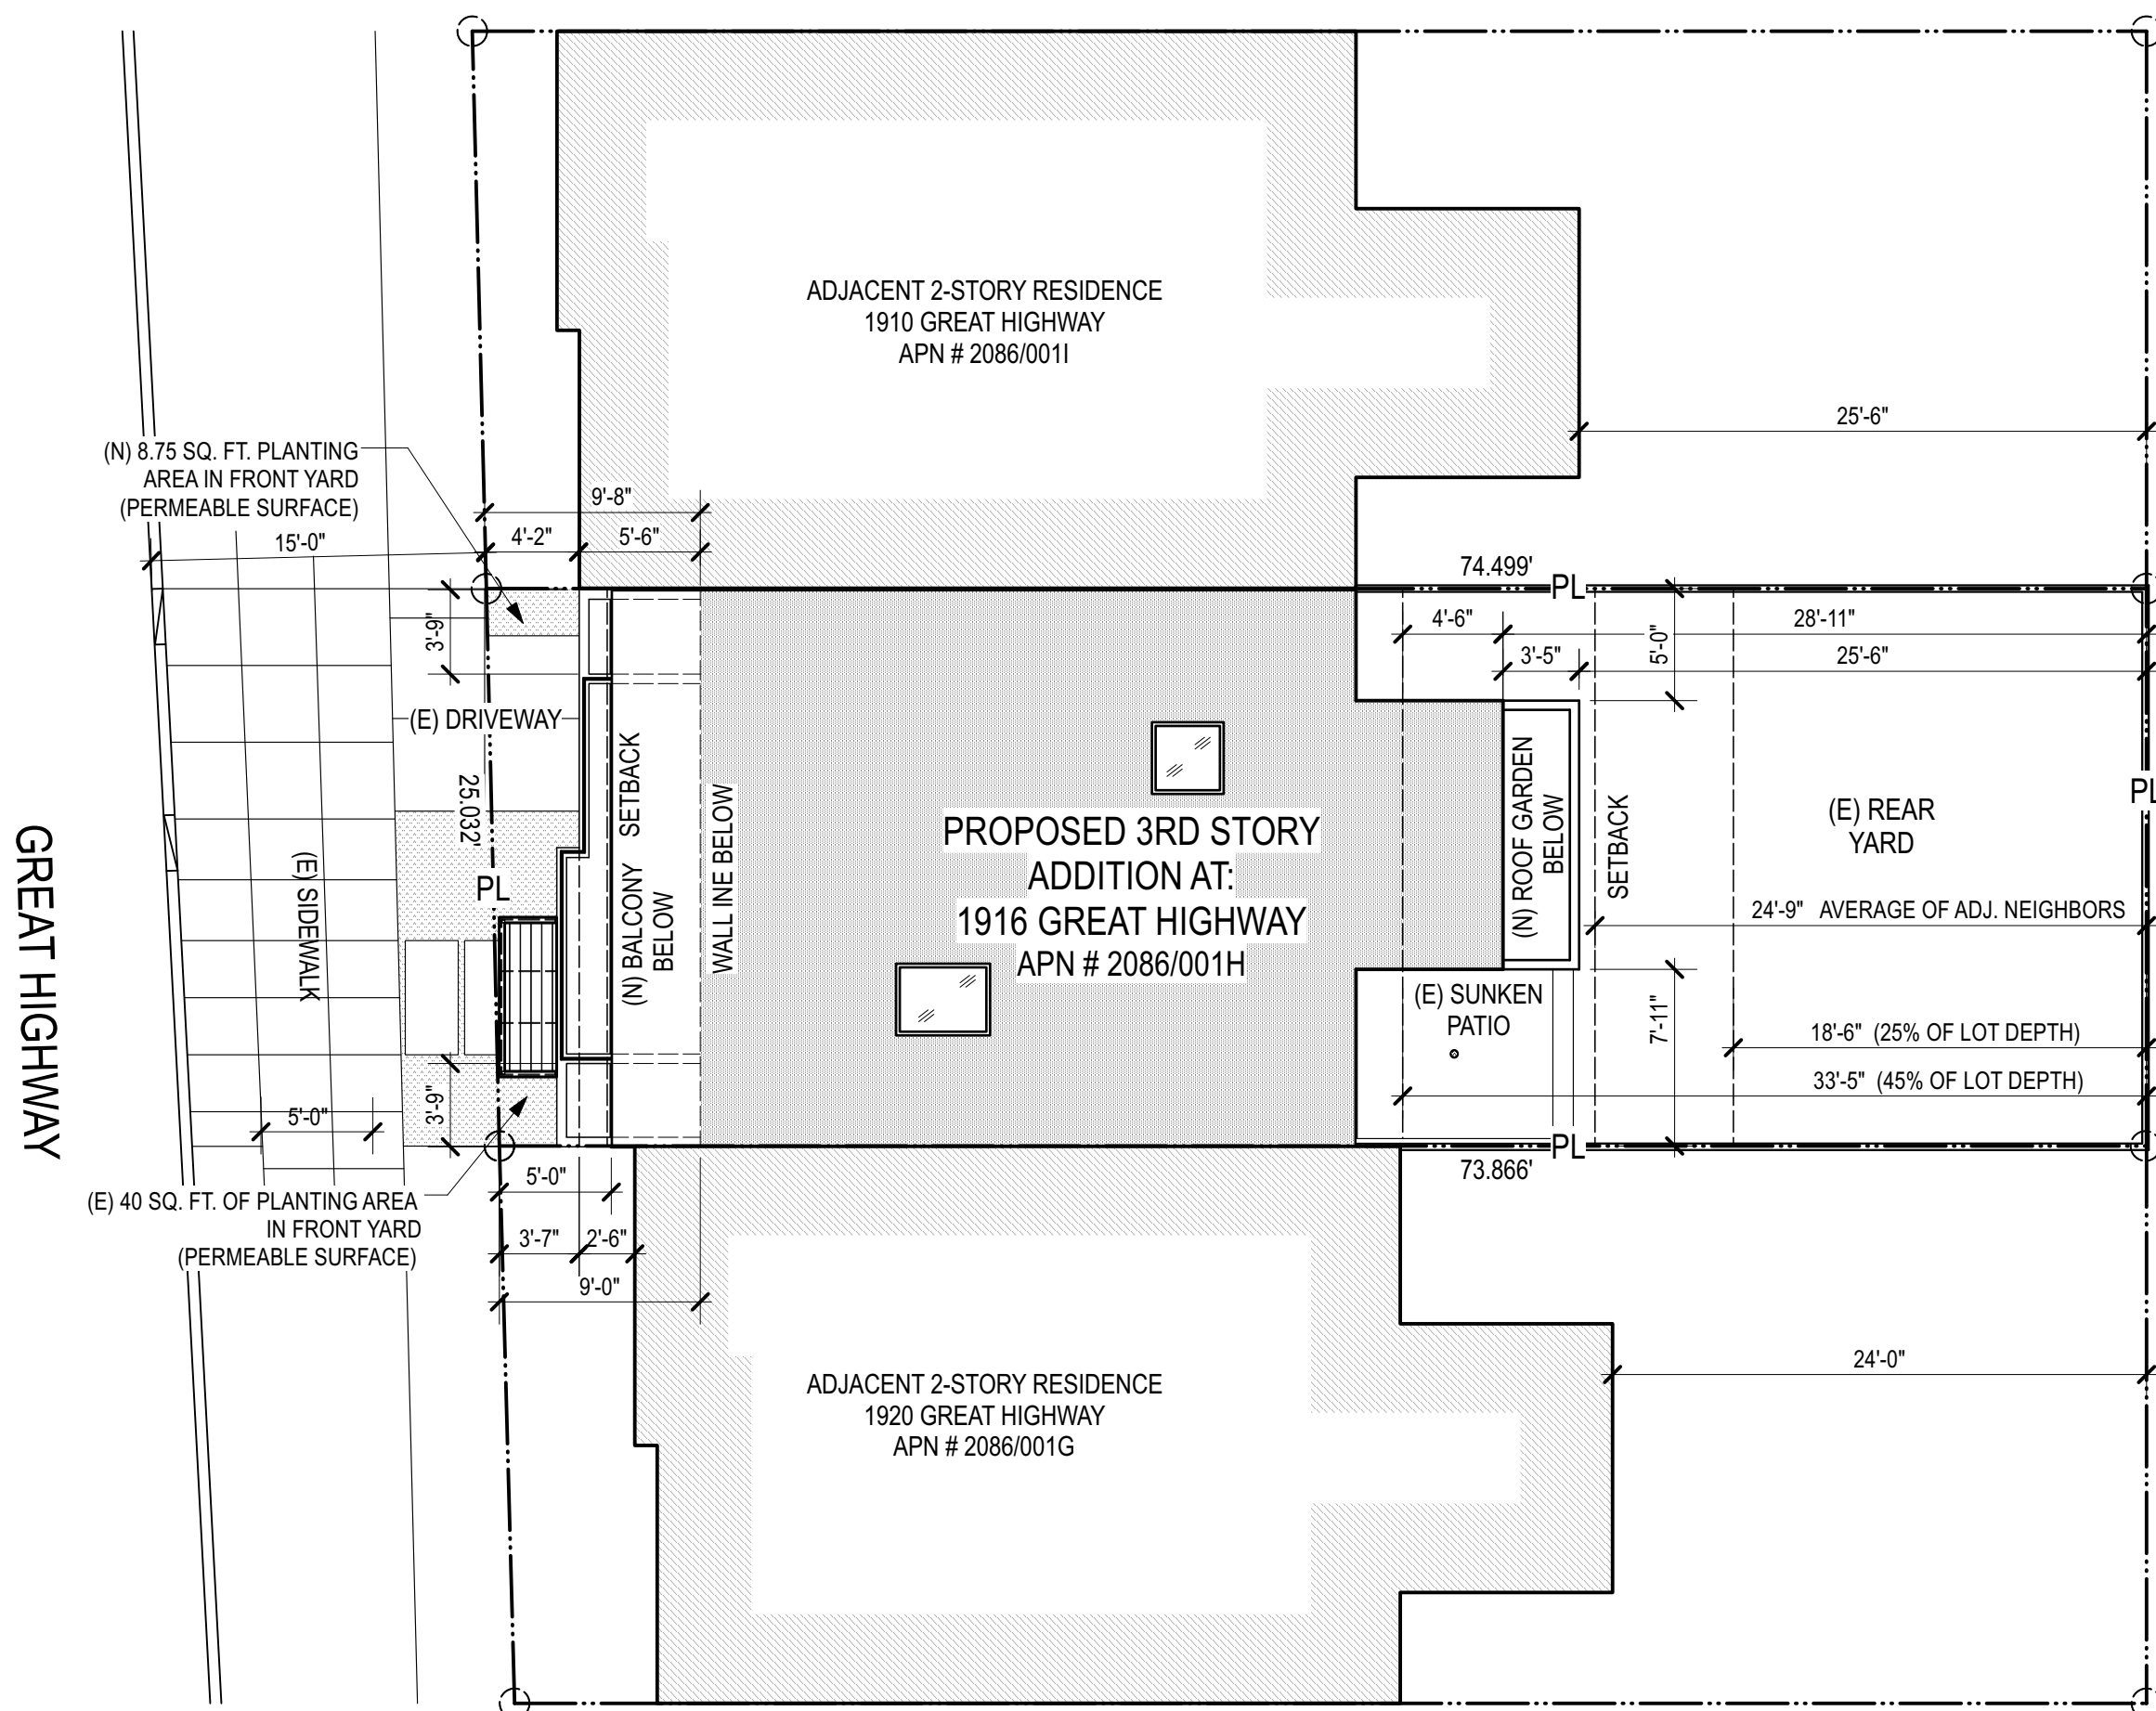 ADJACENT 2-STORY RESIDENCE
1910 GREAT HIGHWAY
APN # 2086/001I
25'-6"
(N) 8.75 SQ. FT. PLANTING
AREA IN FRONT YARD
(PERMEABLE SURFACE)
9'-8"
15'-0"
4'-2"
5'-6"
74.499'
PL
3'-9"
4'-6"
5'-0"
28'-11"
3'-5"
25'-6"
(E) DRIVEWAY
25.032'
PL
SETBACK
(N) BALCONY
BELOW
WALL LINE BELOW
PROPOSED 3RD STORY
ADDITION AT:
1916 GREAT HIGHWAY
APN # 2086/001H
(N) ROOF GARDEN
BELOW
SETBACK
(E) REAR
YARD
PL
GREAT HIGHWAY
(E) SIDEWALK
24'-9" AVERAGE OF ADJ. NEIGHBORS
(E) SUNKEN
PATIO
7'-11"
18'-6" (25% OF LOT DEPTH)
33'-5" (45% OF LOT DEPTH)
3'-9"
5'-0"
PL
73.866'
5'-0"
(E) 40 SQ. FT. OF PLANTING AREA
IN FRONT YARD
(PERMEABLE SURFACE)
3'-7"
2'-6"
9'-0"
24'-0"
ADJACENT 2-STORY RESIDENCE
1920 GREAT HIGHWAY
APN # 2086/001G